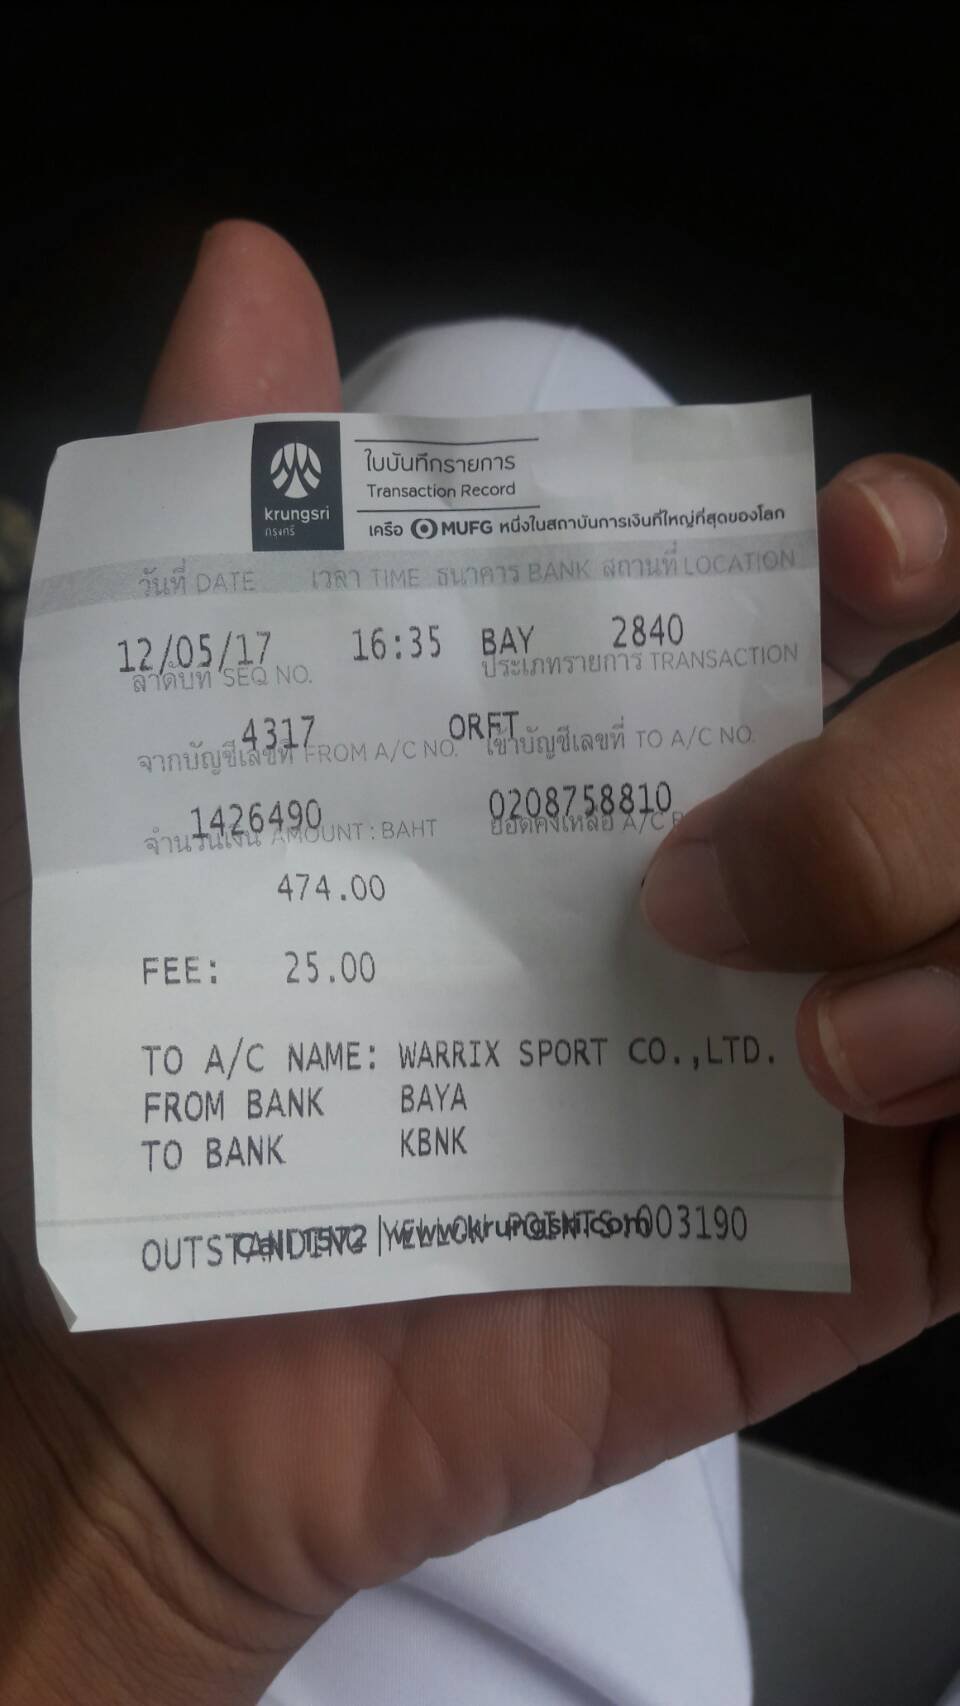 krungsri
กรุงศรี
ใบบันทึกรายการ
Transaction Record
เครือ MUFG หนึ่งในสถาบันการเงินที่ใหญ่ที่สุดของโลก
วันที่ DATE เวลา TIME ธนาคาร BANK สถานที่ LOCATION
12/05/17 16:35 BAY 2840
ลำดับที่ SEQ NO. ประเภทรายการ TRANSACTION
4317 ORFT
จากบัญชีเลขที่ FROM A/C NO. เข้าบัญชีเลขที่ TO A/C NO.
1426490 0208758810
จำนวนเงิน AMOUNT : BAHT ยอดคงเหลือ A/C
474.00
FEE: 25.00
TO A/C NAME: WARRIX SPORT CO.,LTD.
FROM BANK BAYA
TO BANK KBNK
OUTSTANDING YELLOW POINTS:003190
Call 1572 | www.krungsri.com